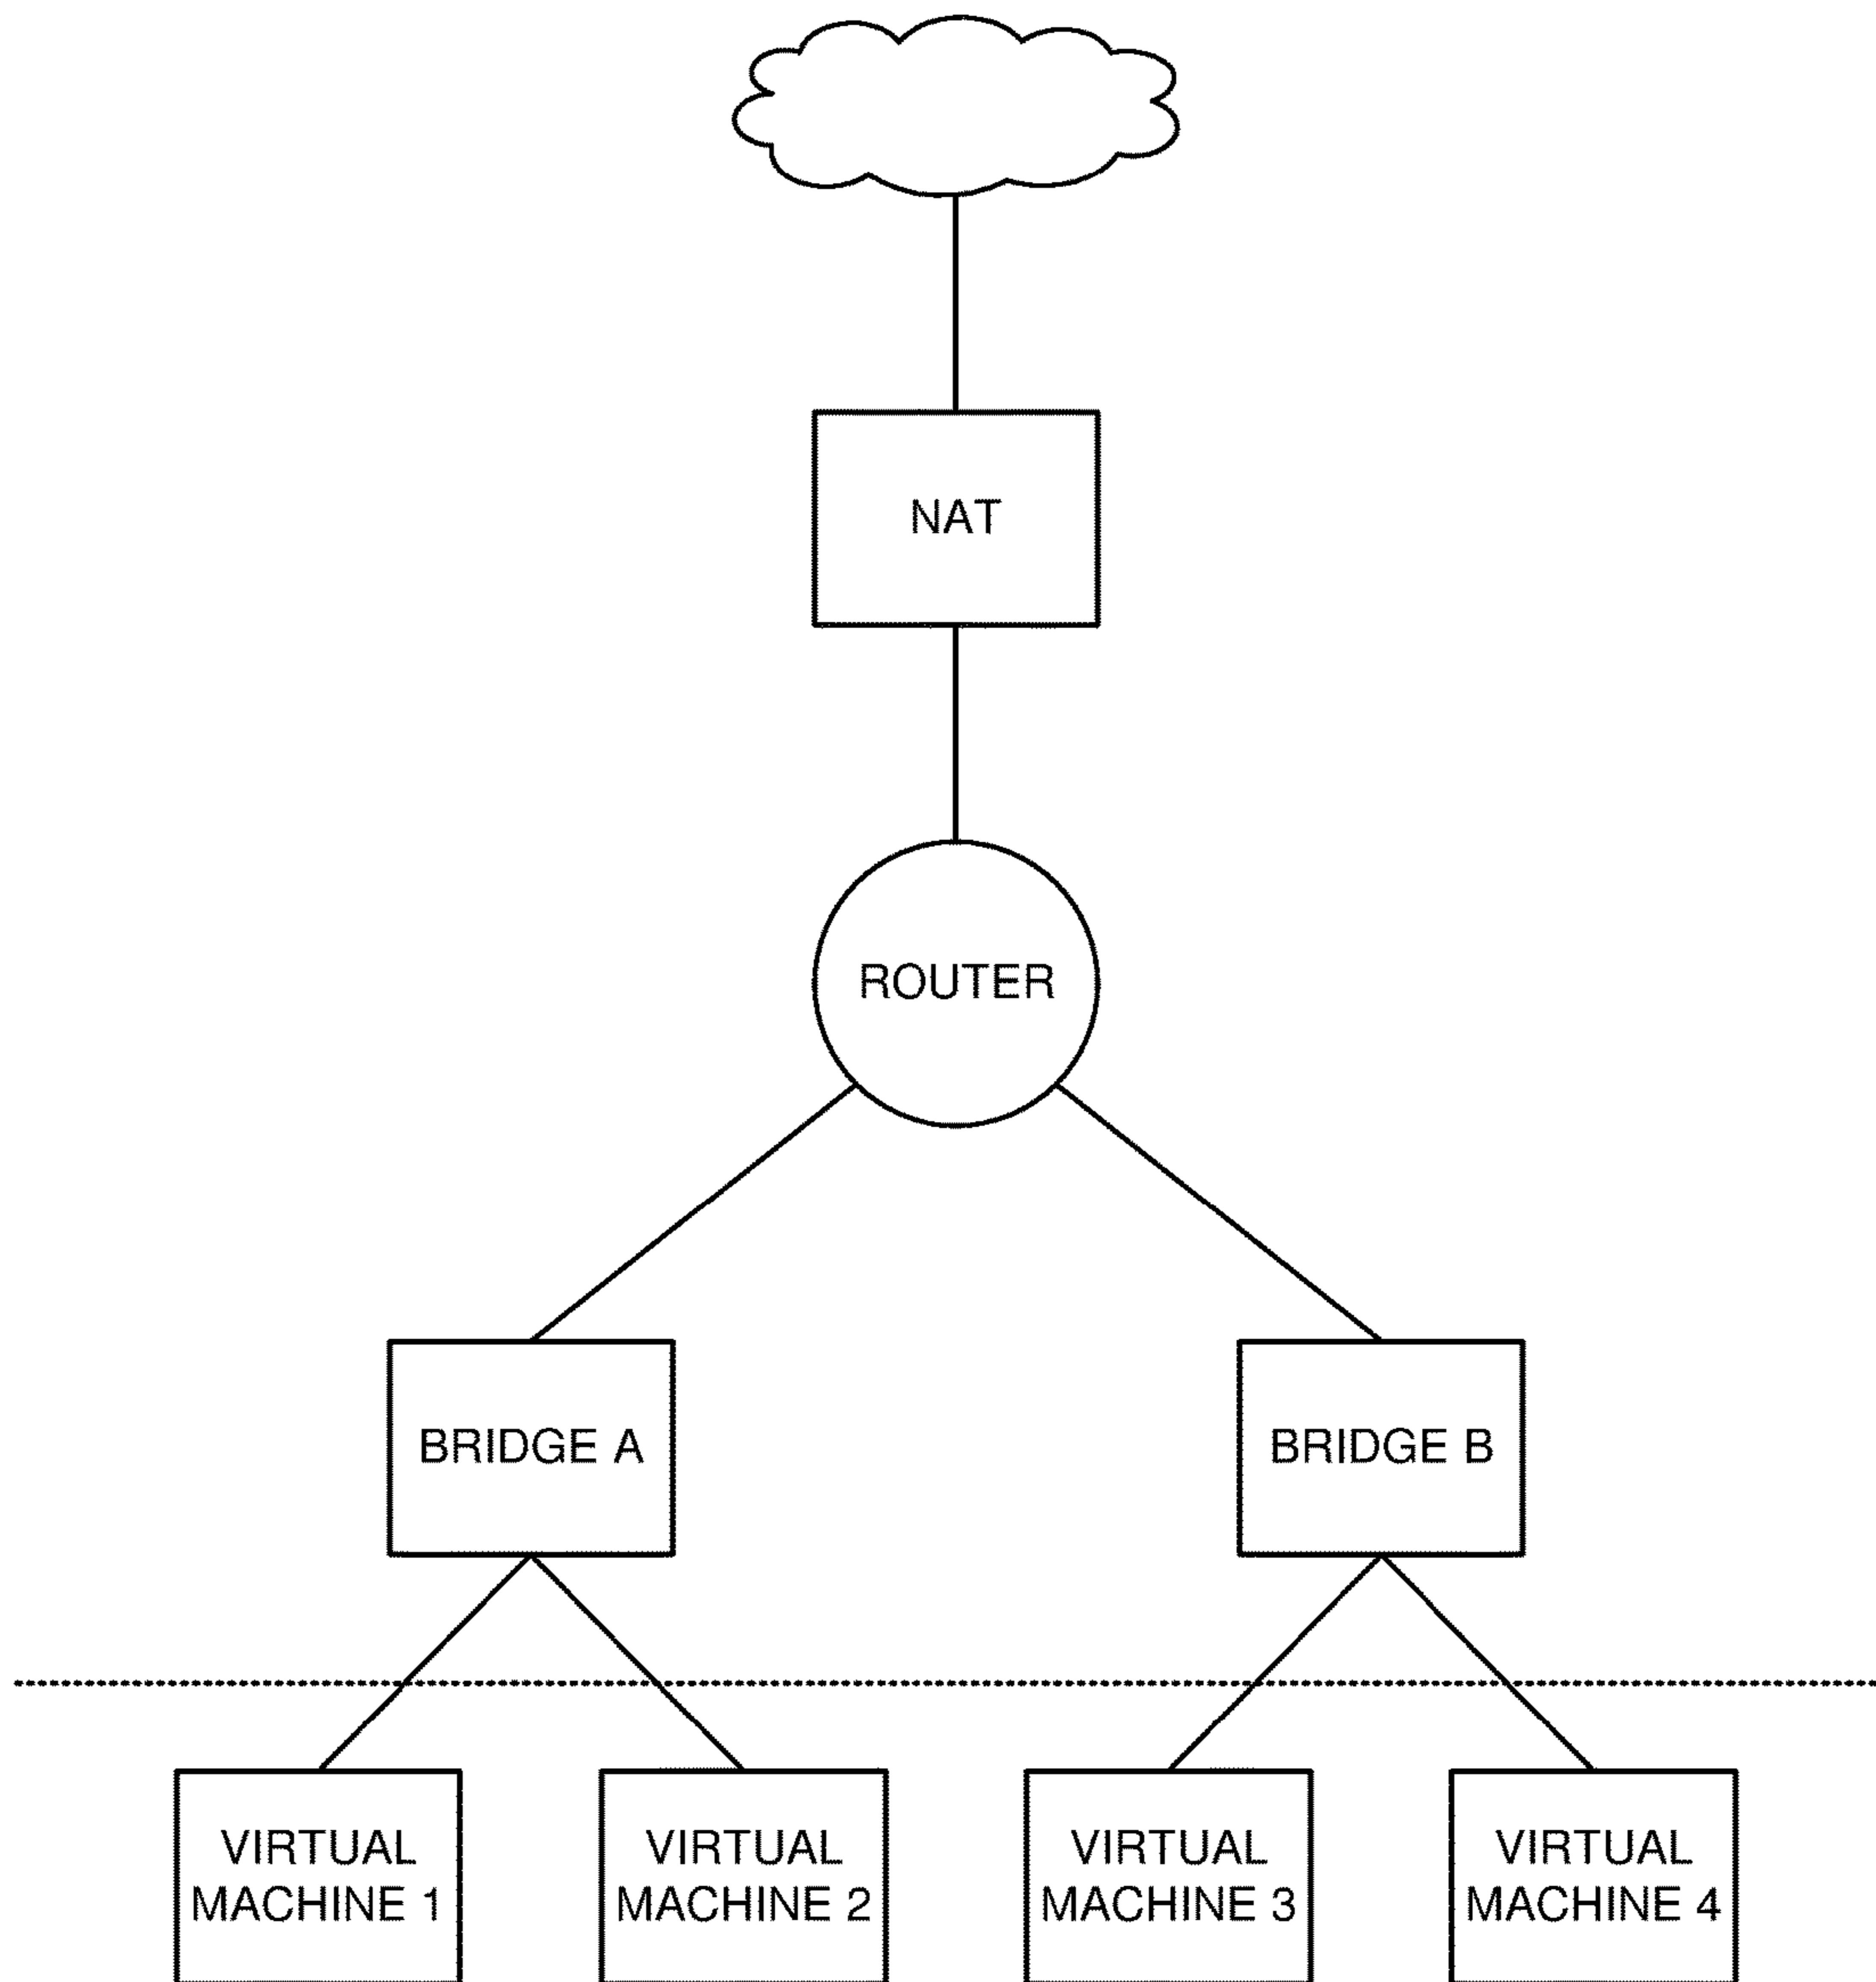 NAT
ROUTER
BRIDGE A
BRIDGE B
VIRTUAL
MACHINE 1
VIRTUAL
MACHINE 2
VIRTUAL
MACHINE 3
VIRTUAL
MACHINE 4